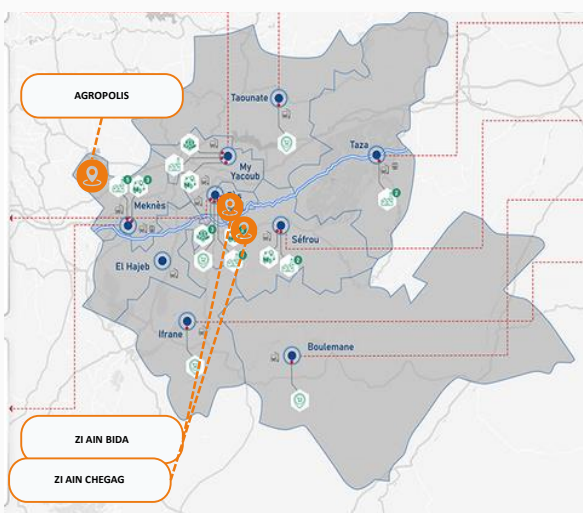 AGROPOLIS
Taounate
Taza
My
Yacoub
Meknès
Séfrou
El Hajeb
Ifrane
Boulemane
ZI AIN BIDA
ZI AIN CHEGAG